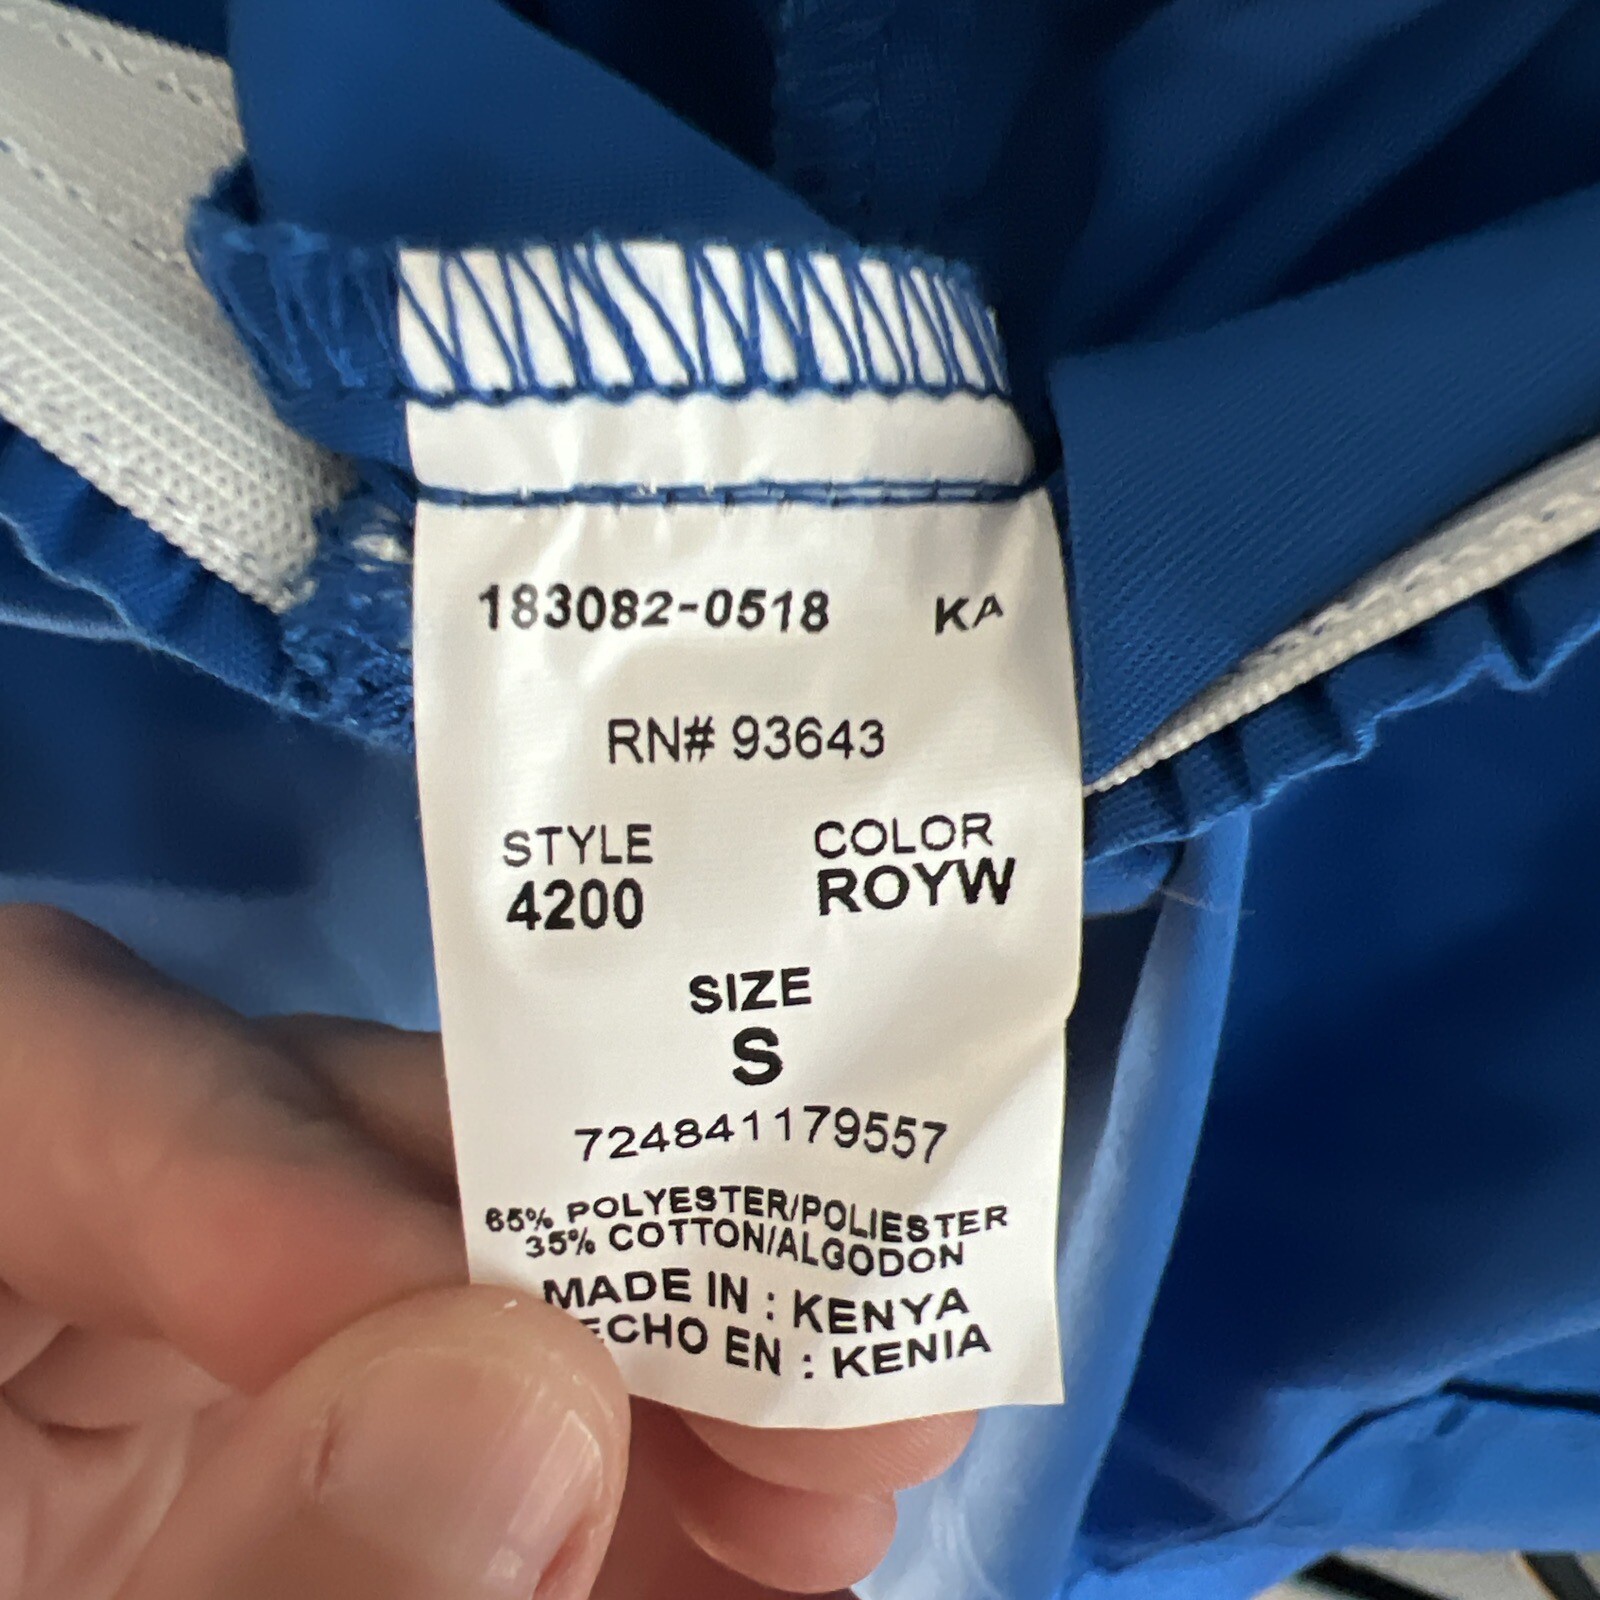 183082-0518 KA
RN# 93643
STYLE COLOR
4200 ROYW
SIZE
S
724841179557
65% POLYESTER/POLIESTER
35% COTTON/ALGODON
MADE IN : KENYA
ECHO EN : KENIA